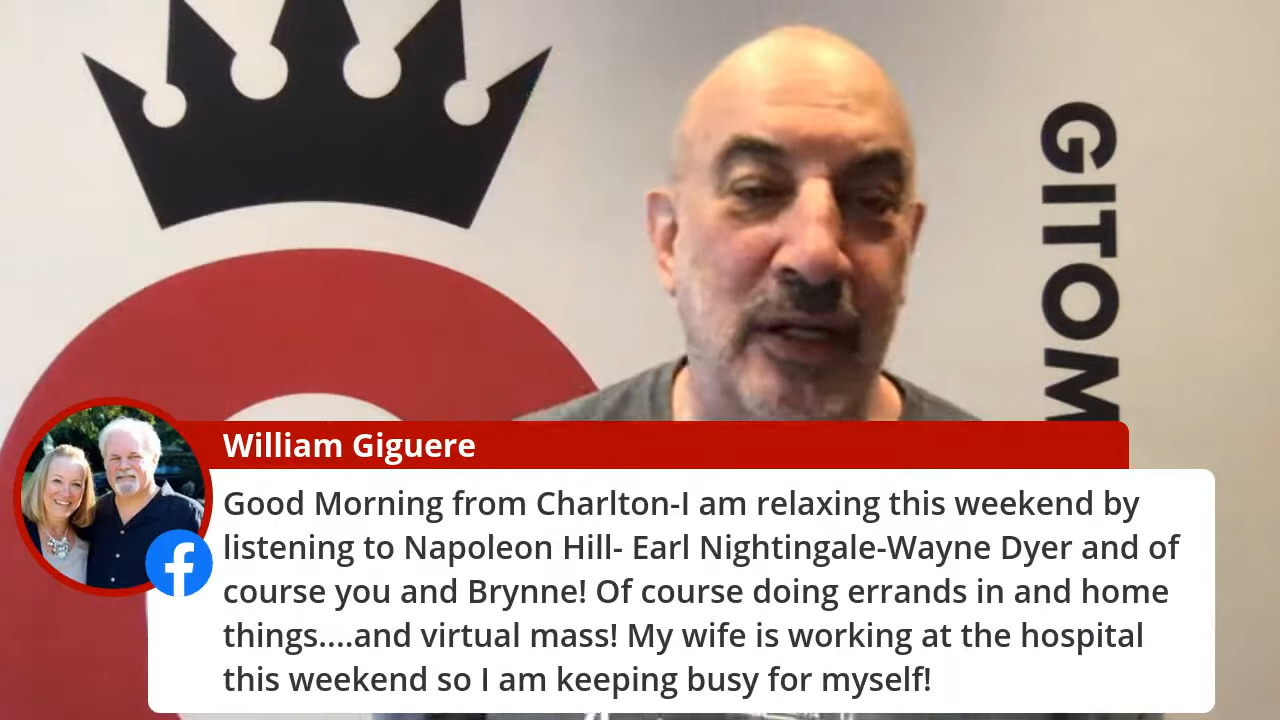 GITOM
William Giguere
Good Morning from Charlton-I am relaxing this weekend by
listening to Napoleon Hill- Earl Nightingale-Wayne Dyer and of
course you and Brynne! Of course doing errands in and home
things....and virtual mass! My wife is working at the hospital
this weekend so I am keeping busy for myself!